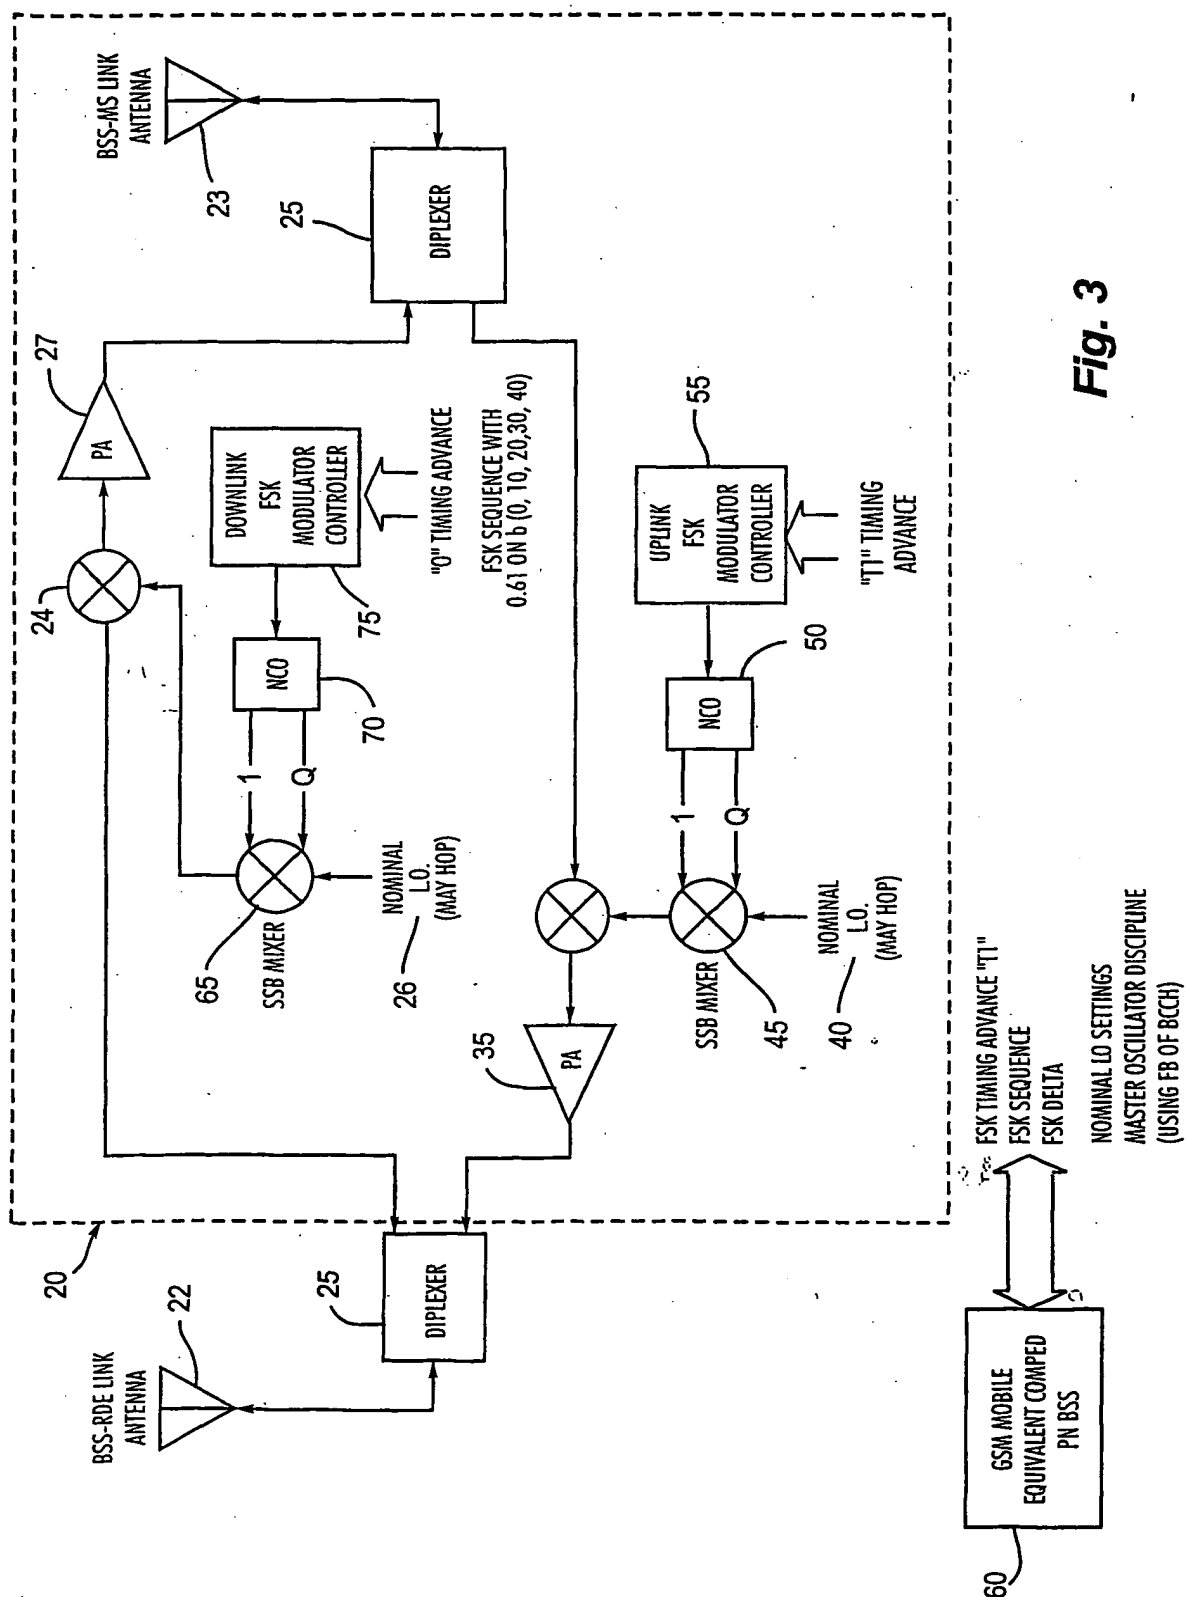 BSS-MS LINK
ANTENNA
23
25
DIPLEXER
27
PA
24
DOWNLINK
FSK
MODULATOR
CONTROLLER
75
"0" TIMING ADVANCE
FSK SEQUENCE WITH
0.61 ON b (0, 10, 20,30, 40)
NCO
70
1
Q
65
SSB MIXER
NOMINAL
L.O.
(MAY HOP)
26
UPLINK
FSK
MODULATOR
CONTROLLER
55
"T1" TIMING
ADVANCE
NCO
50
1
Q
SSB MIXER
45
NOMINAL
L.O.
(MAY HOP)
40
35
PA
20
BSS-RDE LINK
ANTENNA
22
25
DIPLEXER
FSK TIMING ADVANCE "T1"
FSK SEQUENCE
FSK DELTA
NOMINAL LO SETTINGS
MASTER OSCILLATOR DISCIPLINE
(USING FB OF BCCH)
GSM MOBILE
EQUIVALENT COMPED
PN BSS
60
Fig. 3